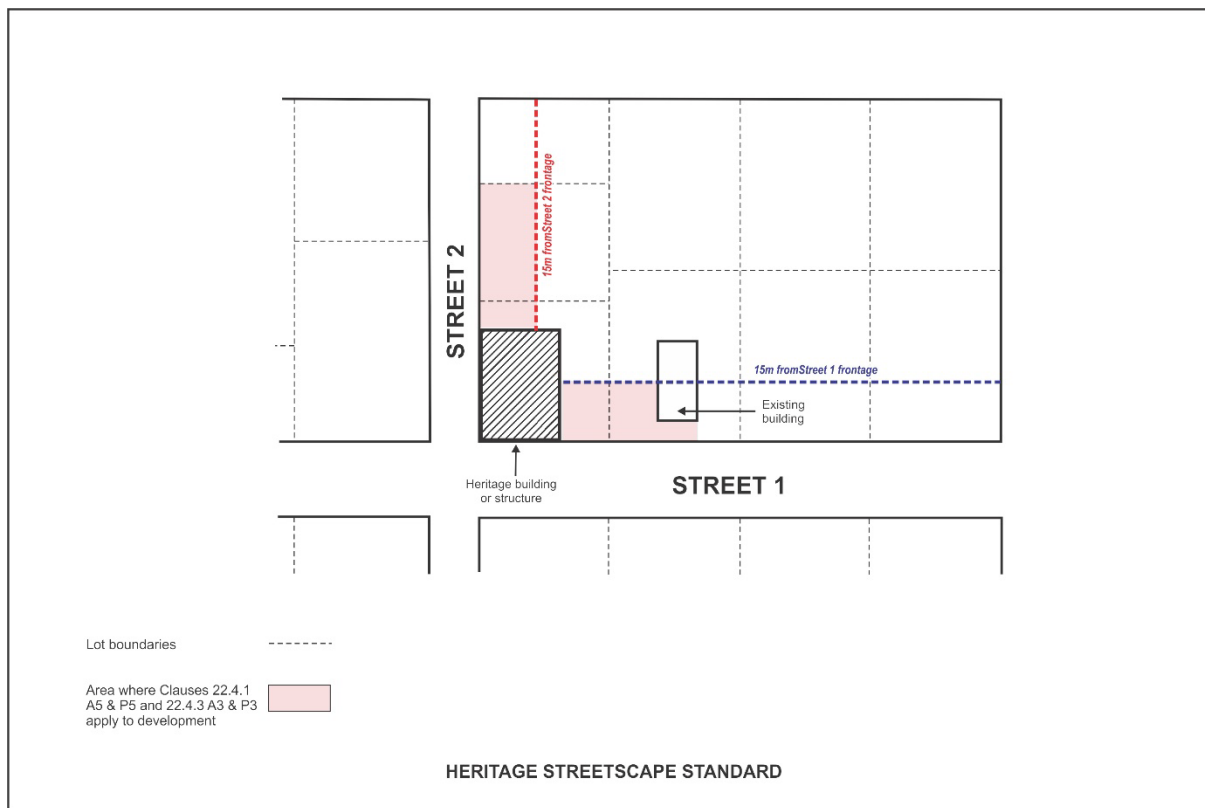 15m fromStreet 2 frontage
STREET 2
15m fromStreet 1 frontage
Existing
building
Heritage building
or structure
STREET 1
Lot boundaries
Area where Clauses 22.4.1
A5 & P5 and 22.4.3 A3 & P3
apply to development
HERITAGE STREETSCAPE STANDARD